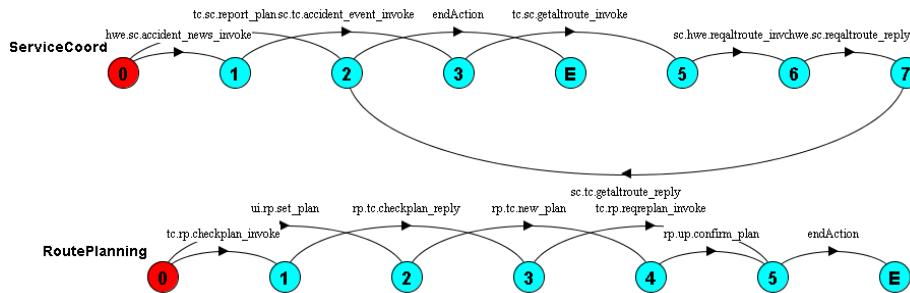 tc.sc.report_plan
sc.tc.accident_event_invoke
endAction
tc.sc.getaltroute_invoke
hwe.sc.accident_news_invoke
sc.hwe.reqaltroute_invc
hwe.sc.reqaltroute_reply
ServiceCoord
0
1
2
3
E
5
6
7
sc.tc.getaltroute_reply
ui.rp.set_plan
rp.tc.checkplan_reply
rp.tc.new_plan
tc.rp.reqreplan_invoke
tc.rp.checkplan_invoke
rp.up.confirm_plan
endAction
RoutePlanning
0
1
2
3
4
5
E